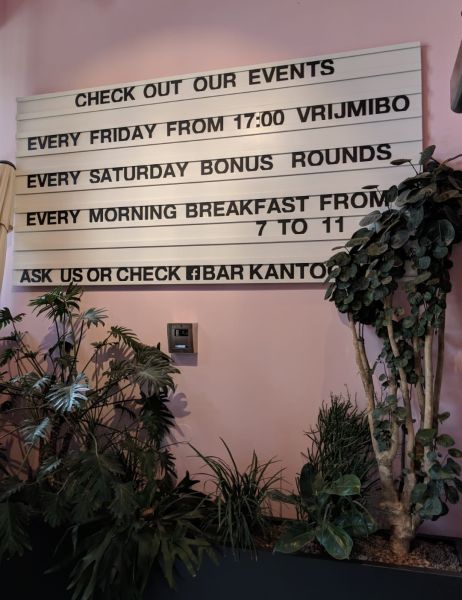 CHECK OUT OUR EVENTS
EVERY FRIDAY FROM 17:00 VRIJMIBO
EVERY SATURDAY BONUS ROUNDS
EVERY MORNING BREAKFAST FROM
7 TO 11
ASK US OR CHECK f BAR